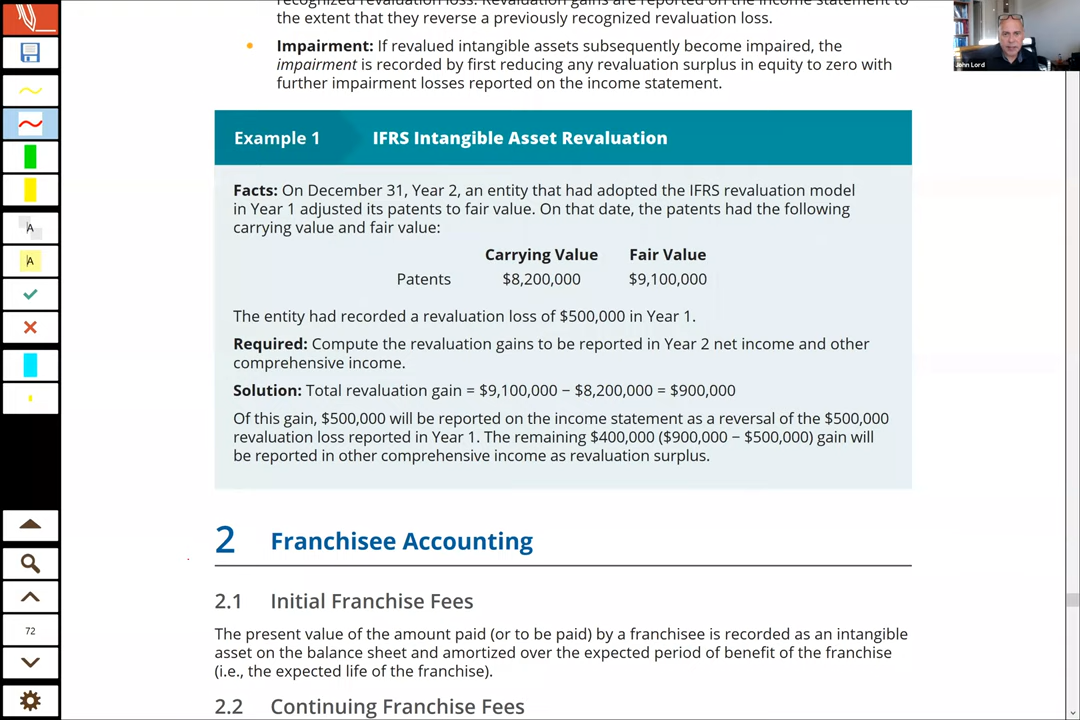 recognized revaluation loss. Revaluation gains are reported on the income statement to
the extent that they reverse a previously recognized revaluation loss.
• Impairment: If revalued intangible assets subsequently become impaired, the
impairment is recorded by first reducing any revaluation surplus in equity to zero with
further impairment losses reported on the income statement.
John Lord
Example 1 IFRS Intangible Asset Revaluation
Facts: On December 31, Year 2, an entity that had adopted the IFRS revaluation model
in Year 1 adjusted its patents to fair value. On that date, the patents had the following
carrying value and fair value:
Carrying Value Fair Value
Patents $8,200,000 $9,100,000
The entity had recorded a revaluation loss of $500,000 in Year 1.
Required: Compute the revaluation gains to be reported in Year 2 net income and other
comprehensive income.
Solution: Total revaluation gain = $9,100,000 − $8,200,000 = $900,000
Of this gain, $500,000 will be reported on the income statement as a reversal of the $500,000
revaluation loss reported in Year 1. The remaining $400,000 ($900,000 − $500,000) gain will
be reported in other comprehensive income as revaluation surplus.
2 Franchisee Accounting
2.1 Initial Franchise Fees
The present value of the amount paid (or to be paid) by a franchisee is recorded as an intangible
asset on the balance sheet and amortized over the expected period of benefit of the franchise
(i.e., the expected life of the franchise).
2.2 Continuing Franchise Fees
A
A
72